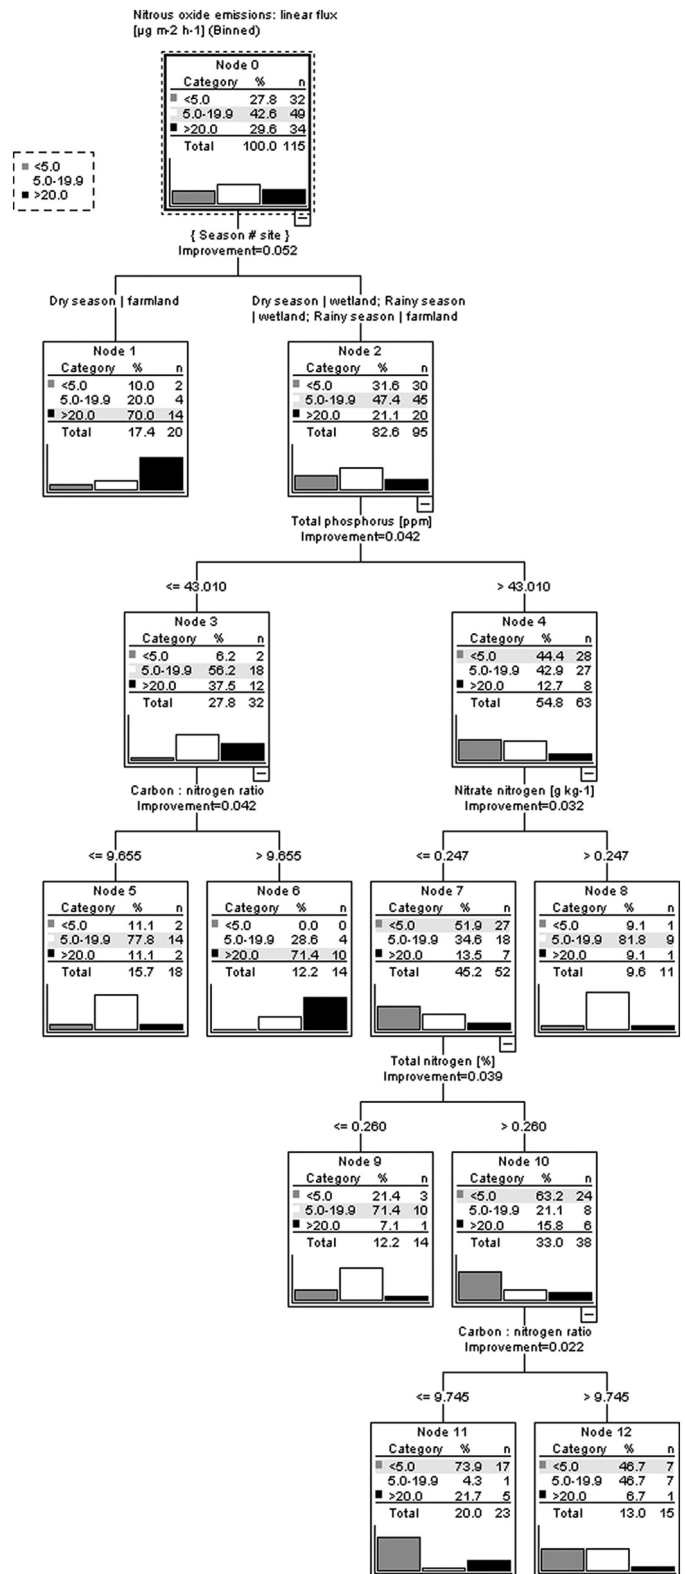 Nitrous oxide emissions: linear flux
[µg m-2 h-1] (Binned)
Node 0
Category % n
<5.0 27.8 32
5.0-19.9 42.6 49
>20.0 29.6 34
Total 100.0 115
<5.0
5.0-19.9
>20.0
{ Season # site }
Improvement=0.052
Dry season | farmland
Dry season | wetland; Rainy season
| wetland; Rainy season | farmland
Node 1
Category % n
<5.0 10.0 2
5.0-19.9 20.0 4
>20.0 70.0 14
Total 17.4 20
Node 2
Category % n
<5.0 31.6 30
5.0-19.9 47.4 45
>20.0 21.1 20
Total 82.6 95
Total phosphorus [ppm]
Improvement=0.042
<= 43.010
> 43.010
Node 3
Category % n
<5.0 6.2 2
5.0-19.9 56.2 18
>20.0 37.5 12
Total 27.8 32
Node 4
Category % n
<5.0 44.4 28
5.0-19.9 42.9 27
>20.0 12.7 8
Total 54.8 63
Carbon : nitrogen ratio
Improvement=0.042
Nitrate nitrogen [g kg-1]
Improvement=0.032
<= 9.655
> 9.655
<= 0.247
> 0.247
Node 5
Category % n
<5.0 11.1 2
5.0-19.9 77.8 14
>20.0 11.1 2
Total 15.7 18
Node 6
Category % n
<5.0 0.0 0
5.0-19.9 28.6 4
>20.0 71.4 10
Total 12.2 14
Node 7
Category % n
<5.0 51.9 27
5.0-19.9 34.6 18
>20.0 13.5 7
Total 45.2 52
Node 8
Category % n
<5.0 9.1 1
5.0-19.9 81.8 9
>20.0 9.1 1
Total 9.6 11
Total nitrogen [%]
Improvement=0.039
<= 0.260
> 0.260
Node 9
Category % n
<5.0 21.4 3
5.0-19.9 71.4 10
>20.0 7.1 1
Total 12.2 14
Node 10
Category % n
<5.0 63.2 24
5.0-19.9 21.1 8
>20.0 15.8 6
Total 33.0 38
Carbon : nitrogen ratio
Improvement=0.022
<= 9.745
> 9.745
Node 11
Category % n
<5.0 73.9 17
5.0-19.9 4.3 1
>20.0 21.7 5
Total 20.0 23
Node 12
Category % n
<5.0 46.7 7
5.0-19.9 46.7 7
>20.0 6.7 1
Total 13.0 15